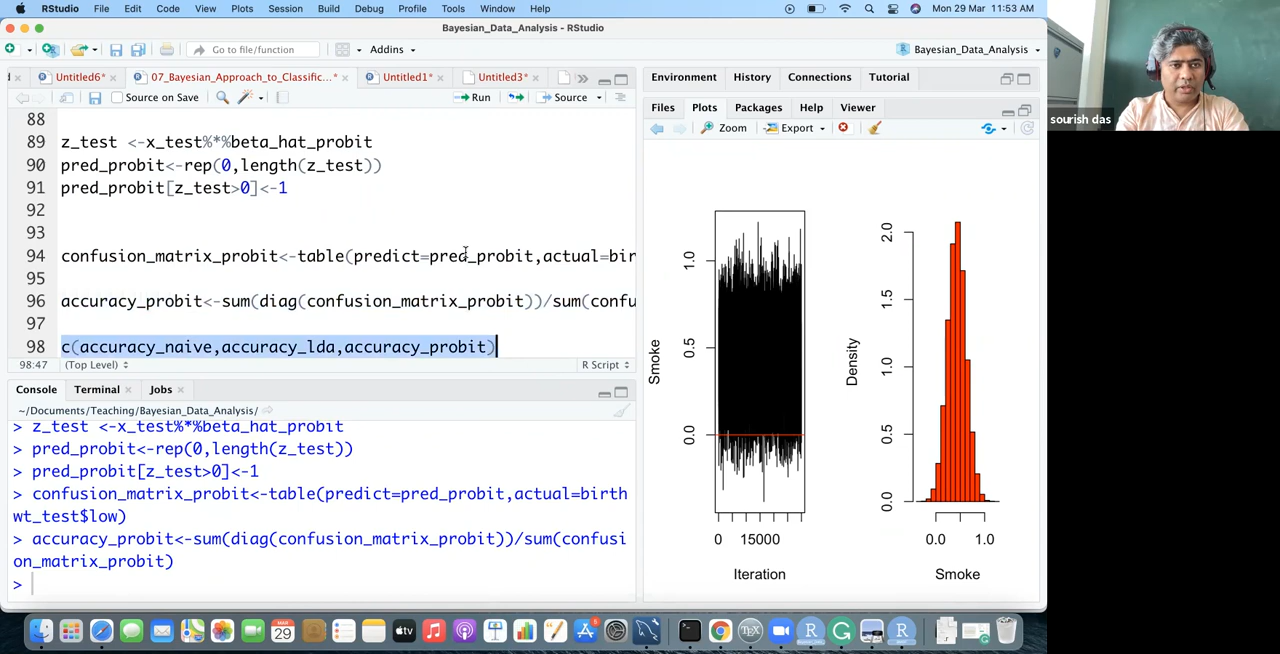 RStudio File Edit Code View Plots Session Build Debug Profile Tools Window Help Mon 29 Mar 11:53 AM
Bayesian_Data_Analysis - RStudio
Go to file/function Addins Bayesian_Data_Analysis
d Untitled6* 07_Bayesian_Approach_to_Classific...* Untitled1* Untitled3*
Source on Save Run Source
88
89 z_test <-x_test%*%beta_hat_probit
90 pred_probit<-rep(0,length(z_test))
91 pred_probit[z_test>0]<-1
92
93
94 confusion_matrix_probit<-table(predict=pred_probit,actual=bir
95
96 accuracy_probit<-sum(diag(confusion_matrix_probit))/sum(confu
97
98 c(accuracy_naive,accuracy_lda,accuracy_probit)
98:47 (Top Level) R Script
Console Terminal Jobs
~/Documents/Teaching/Bayesian_Data_Analysis/
> z_test <-x_test%*%beta_hat_probit
> pred_probit<-rep(0,length(z_test))
> pred_probit[z_test>0]<-1
> confusion_matrix_probit<-table(predict=pred_probit,actual=birth
wt_test$low)
> accuracy_probit<-sum(diag(confusion_matrix_probit))/sum(confusi
on_matrix_probit)
>
Environment History Connections Tutorial
Files Plots Packages Help Viewer
Zoom Export
Smoke
0.0 0.5 1.0
0 15000
Iteration
Density
0.0 0.5 1.0 1.5 2.0
0.0 1.0
Smoke
sourish das